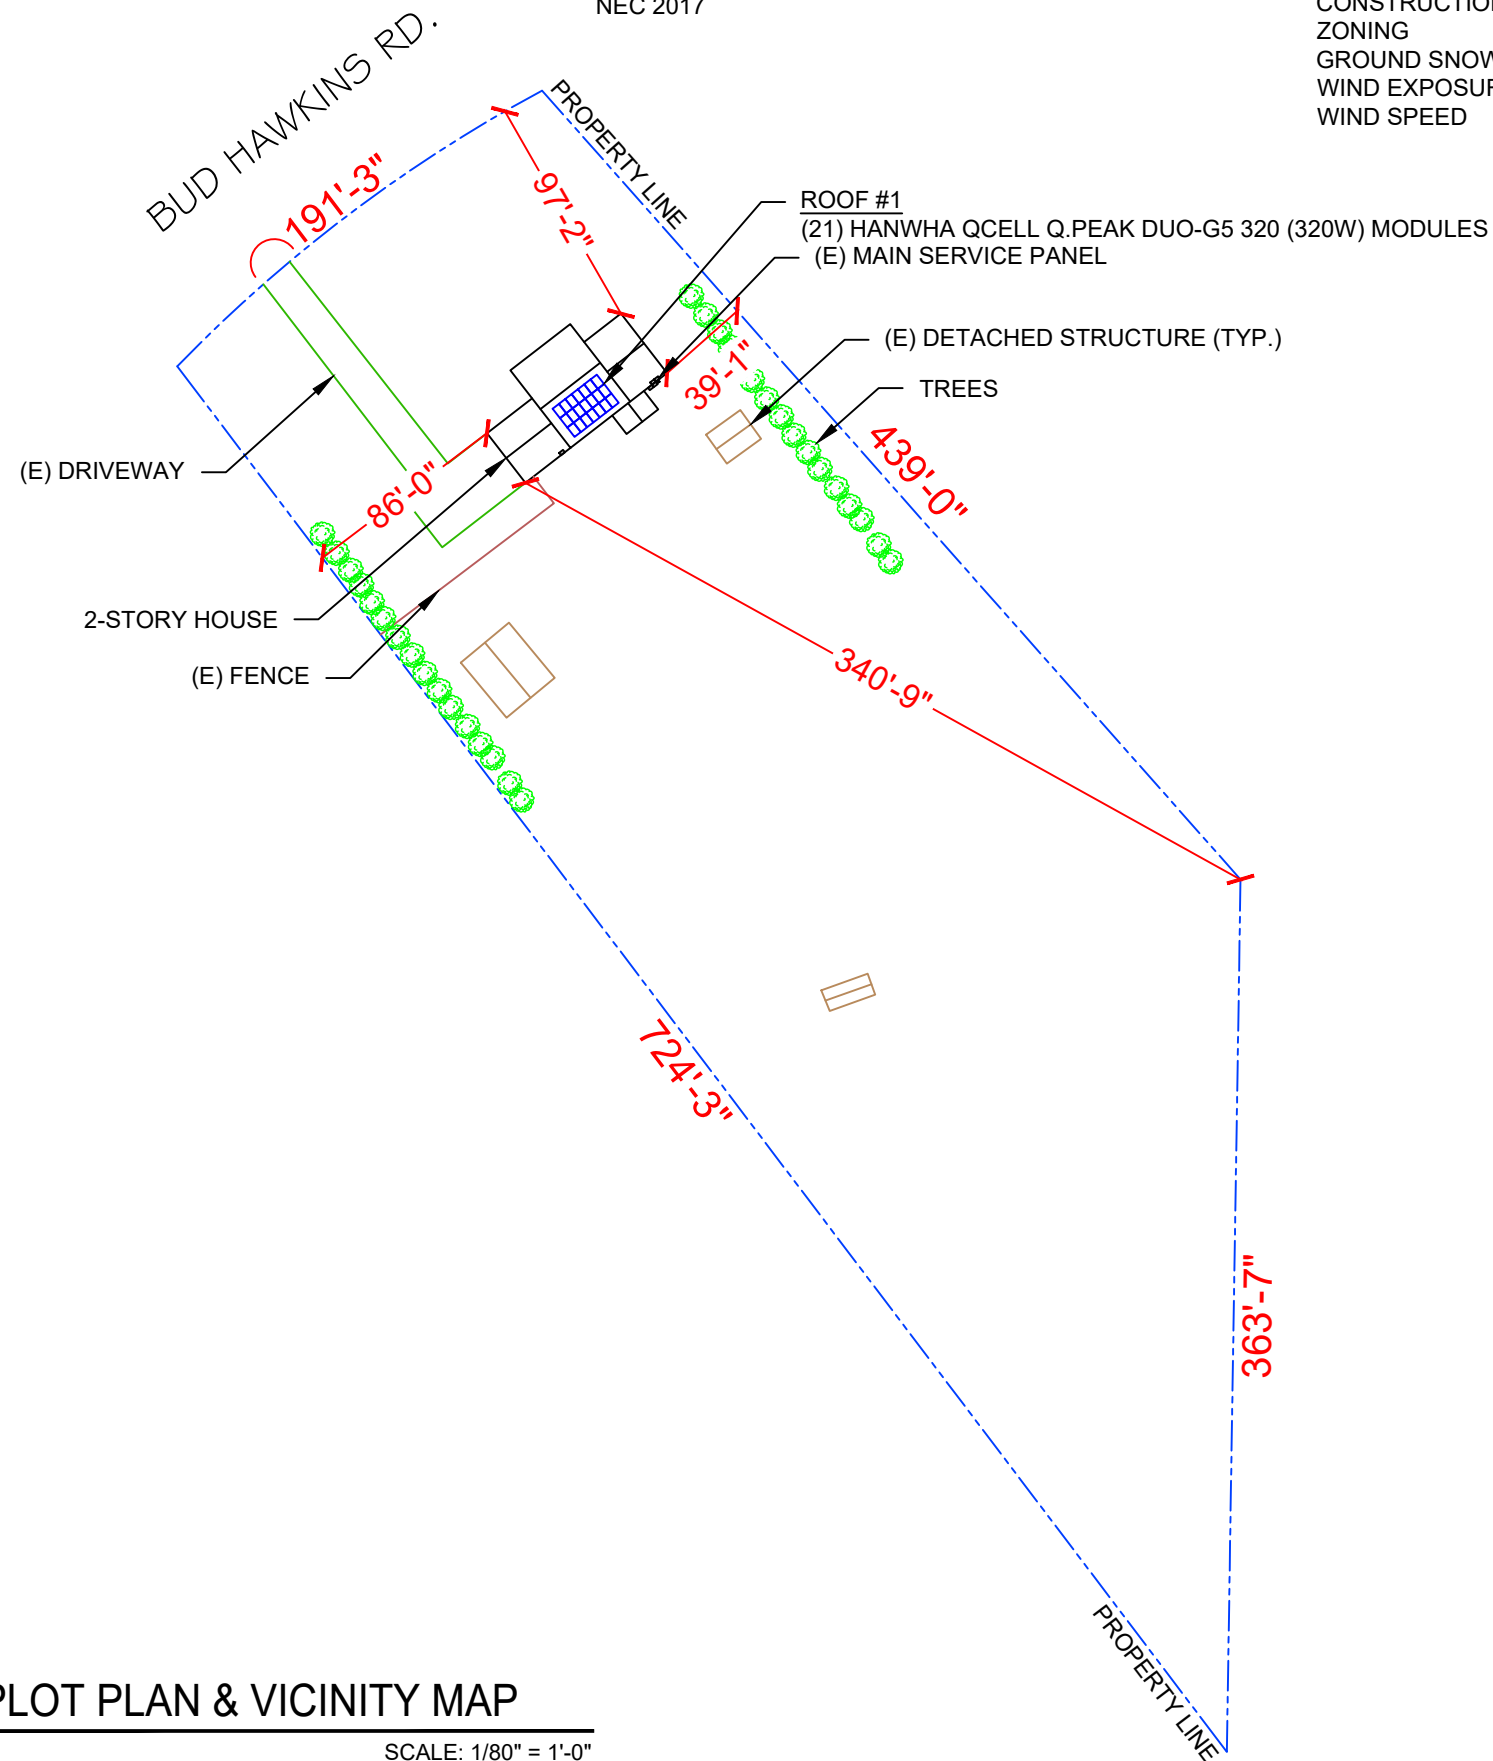 NEC 2017
CONSTRUCTION
ZONING
GROUND SNOW
WIND EXPOSUR
WIND SPEED
BUD HAWKINS RD.
PROPERTY LINE
191'-3"
97'-2"
ROOF #1
(21) HANWHA QCELL Q.PEAK DUO-G5 320 (320W) MODULES
(E) MAIN SERVICE PANEL
(E) DETACHED STRUCTURE (TYP.)
39'-1"
TREES
439'-0"
(E) DRIVEWAY
86'-0"
2-STORY HOUSE
(E) FENCE
340'-9"
724'-3"
363'-7"
PROPERTY LINE
PLOT PLAN & VICINITY MAP
SCALE: 1/80" = 1'-0"